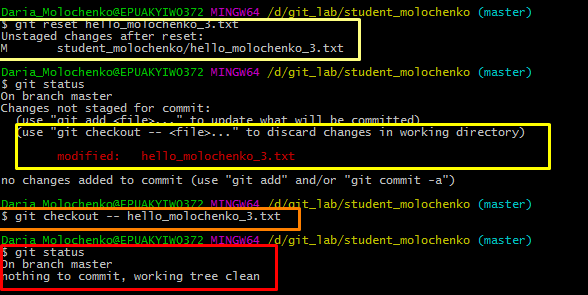 Daria_Molochenko@EPUAKYIWO372 MINGW64 /d/git_lab/student_molochenko (master)
$ git reset hello_molochenko_3.txt
Unstaged changes after reset:
M       student_molochenko/hello_molochenko_3.txt
Daria_Molochenko@EPUAKYIWO372 MINGW64 /d/git_lab/student_molochenko (master)
$ git status
On branch master
Changes not staged for commit:
  (use "git add <file>..." to update what will be committed)
  (use "git checkout -- <file>..." to discard changes in working directory)
        modified:   hello_molochenko_3.txt
no changes added to commit (use "git add" and/or "git commit -a")
Daria_Molochenko@EPUAKYIWO372 MINGW64 /d/git_lab/student_molochenko (master)
$ git checkout -- hello_molochenko_3.txt
Daria_Molochenko@EPUAKYIWO372 MINGW64 /d/git_lab/student_molochenko (master)
$ git status
On branch master
nothing to commit, working tree clean